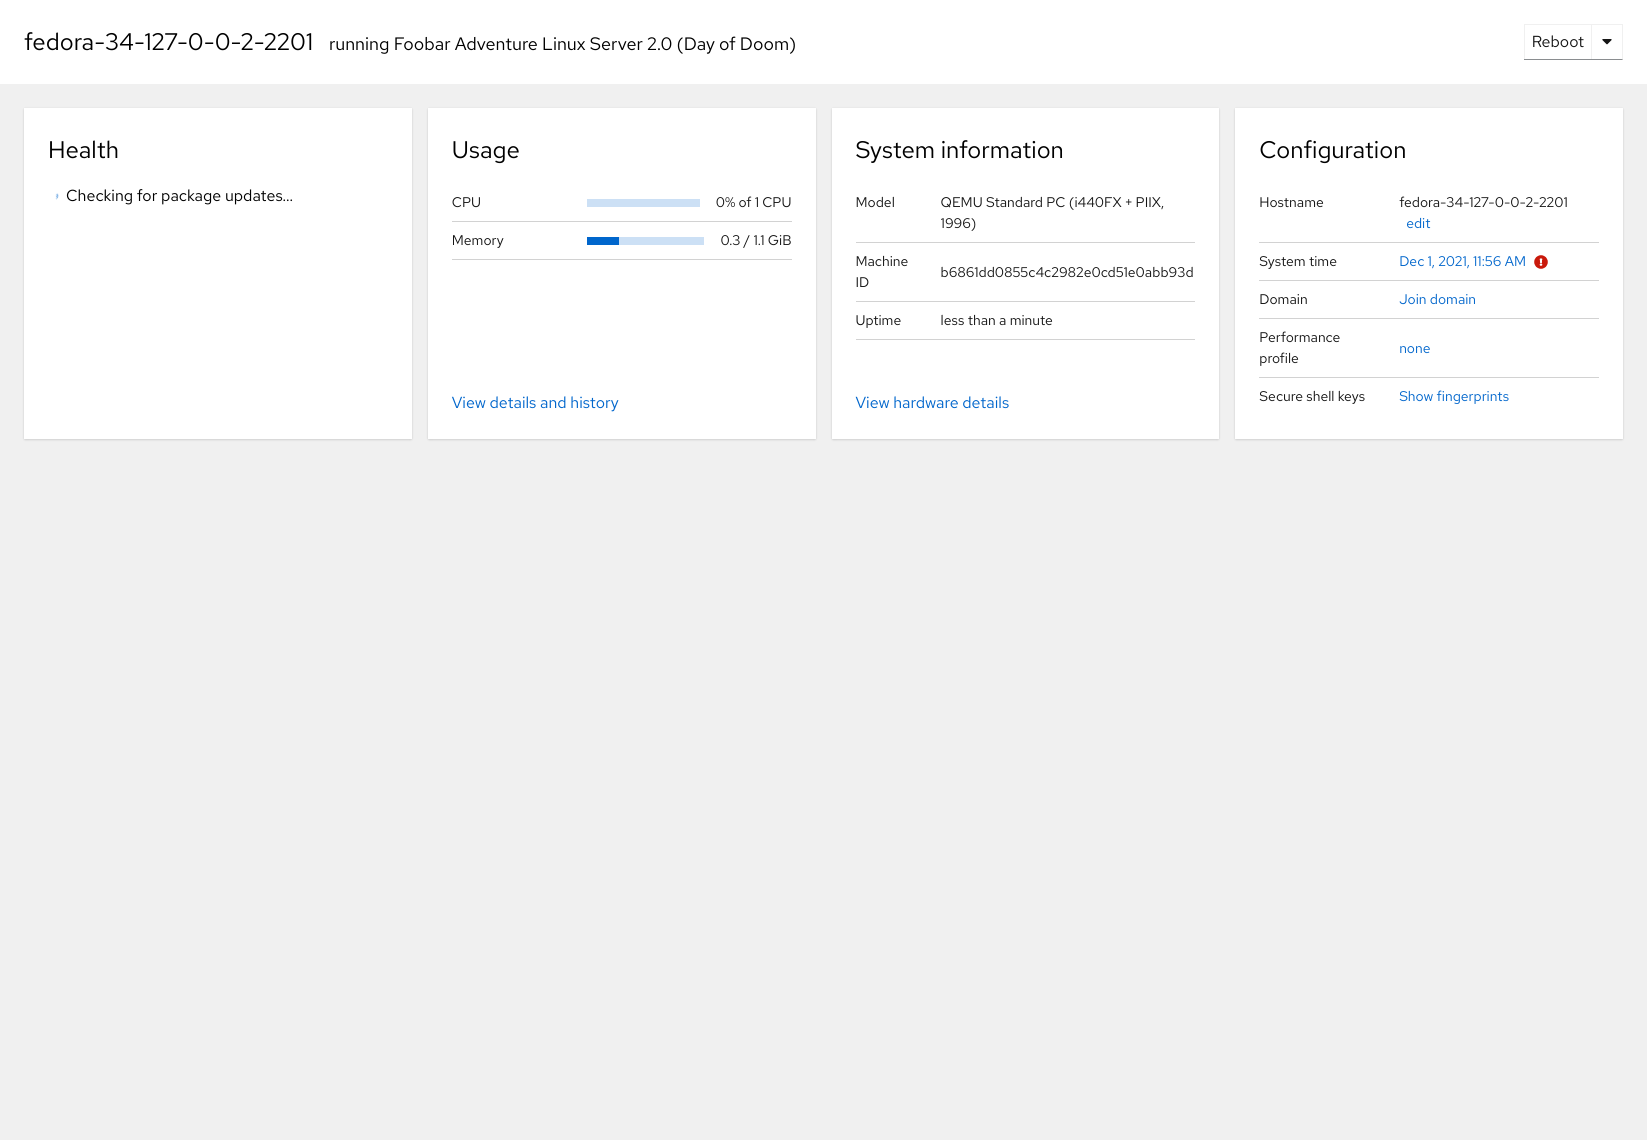 fedora-34-127-0-0-2-2201 running Foobar Adventure Linux Server 2.0 (Day of Doom)
Reboot
Health
Checking for package updates...
Usage
CPU 0% of 1 CPU
Memory 0.3 / 1.1 GiB
View details and history
System information
Model QEMU Standard PC (i440FX + PIIX,
1996)
Machine
ID
b6861dd0855c4c2982e0cd51e0abb93d
Uptime less than a minute
View hardware details
Configuration
Hostname fedora-34-127-0-0-2-2201
edit
System time Dec 1, 2021, 11:56 AM
Domain Join domain
Performance
profile
none
Secure shell keys Show fingerprints